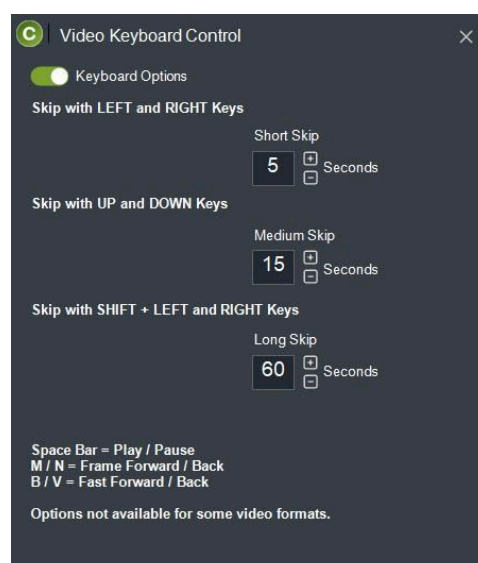 C Video Keyboard Control
Keyboard Options
Skip with LEFT and RIGHT Keys
Short Skip
5 Seconds
Skip with UP and DOWN Keys
Medium Skip
15 Seconds
Skip with SHIFT + LEFT and RIGHT Keys
Long Skip
60 Seconds
Space Bar = Play / Pause
M / N = Frame Forward / Back
B / V = Fast Forward / Back
Options not available for some video formats.